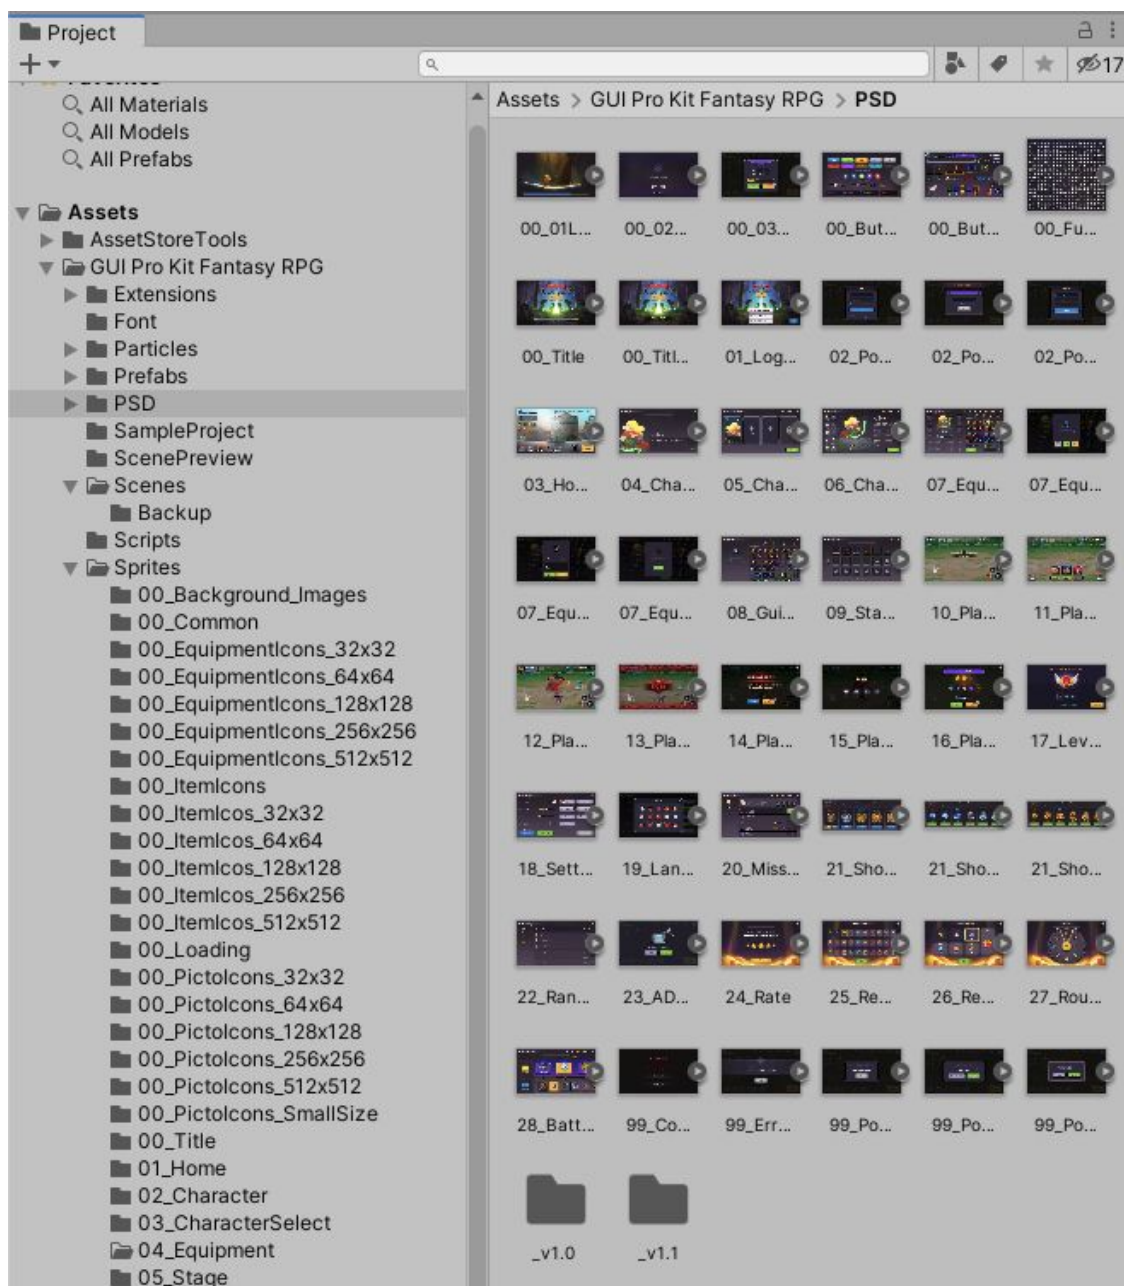 Project
17
All Materials
All Models
All Prefabs
Assets
AssetStoreTools
GUI Pro Kit Fantasy RPG
Extensions
Font
Particles
Prefabs
PSD
SampleProject
ScenePreview
Scenes
Backup
Scripts
Sprites
00_Background_Images
00_Common
00_EquipmentIcons_32x32
00_EquipmentIcons_64x64
00_EquipmentIcons_128x128
00_EquipmentIcons_256x256
00_EquipmentIcons_512x512
00_ItemIcons
00_ItemIcos_32x32
00_ItemIcos_64x64
00_ItemIcos_128x128
00_ItemIcos_256x256
00_ItemIcos_512x512
00_Loading
00_PictoIcons_32x32
00_PictoIcons_64x64
00_PictoIcons_128x128
00_PictoIcons_256x256
00_PictoIcons_512x512
00_PictoIcons_SmallSize
00_Title
01_Home
02_Character
03_CharacterSelect
04_Equipment
05_Stage
Assets > GUI Pro Kit Fantasy RPG > PSD
00_01L... 00_02... 00_03... 00_But... 00_But... 00_Fu...
00_Title 00_Titl... 01_Log... 02_Po... 02_Po... 02_Po...
03_Ho... 04_Cha... 05_Cha... 06_Cha... 07_Equ... 07_Equ...
07_Equ... 07_Equ... 08_Gui... 09_Sta... 10_Pla... 11_Pla...
12_Pla... 13_Pla... 14_Pla... 15_Pla... 16_Pla... 17_Lev...
18_Sett... 19_Lan... 20_Miss... 21_Sho... 21_Sho... 21_Sho...
22_Ran... 23_AD... 24_Rate 25_Re... 26_Re... 27_Rou...
28_Batt... 99_Co... 99_Err... 99_Po... 99_Po... 99_Po...
_v1.0 _v1.1